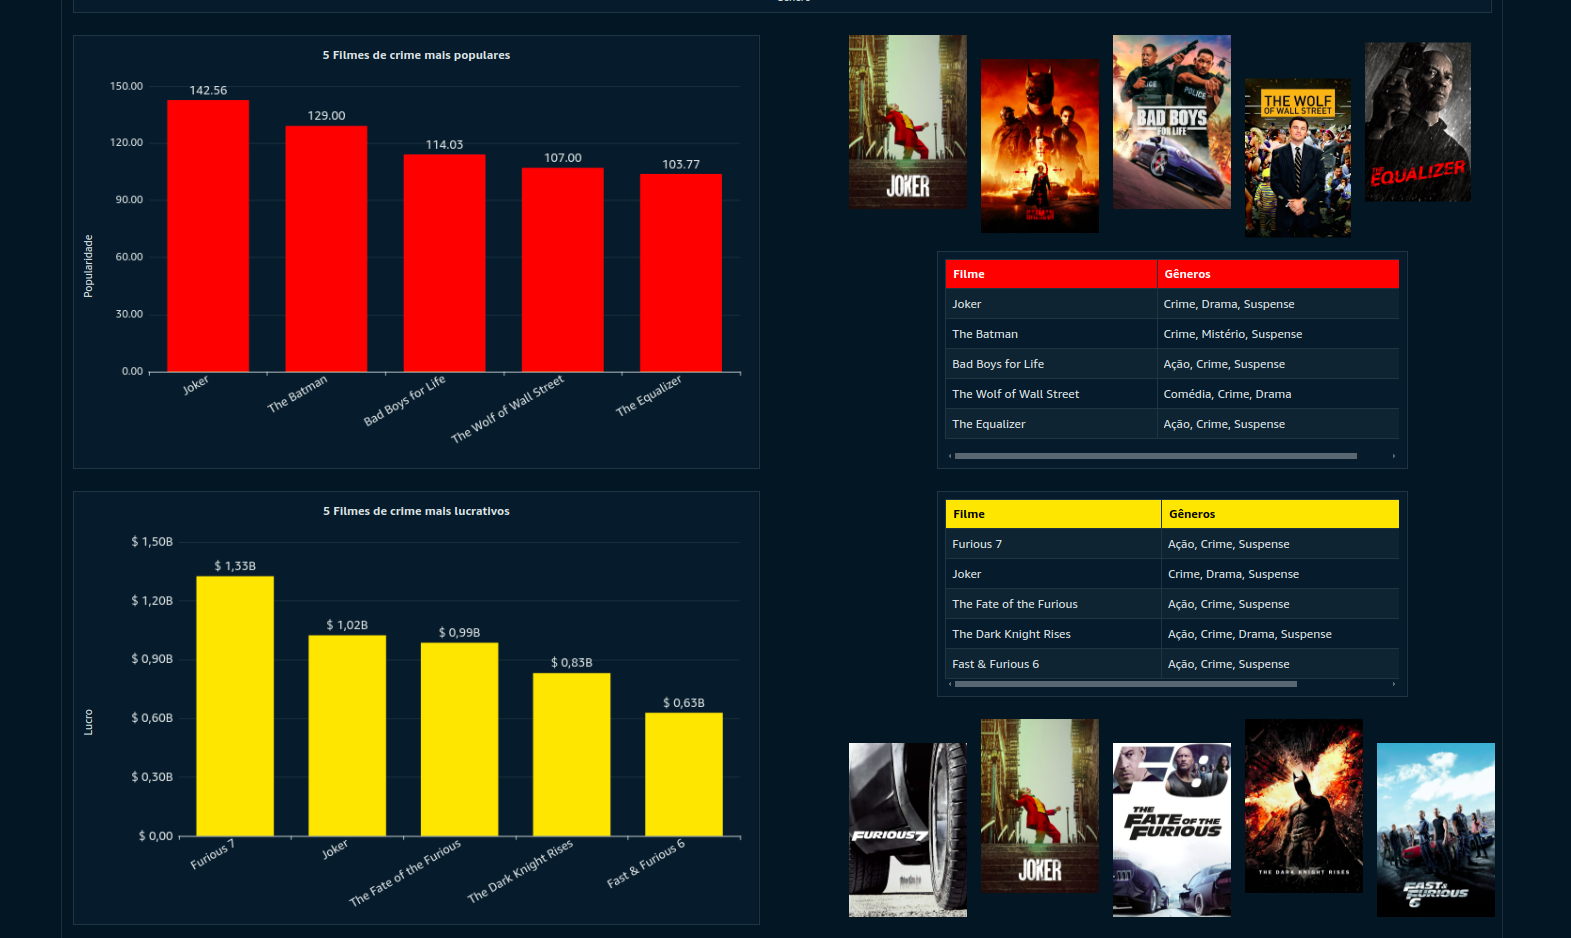 5 Filmes de crime mais populares
150.00
120.00
90.00
60.00
30.00
0.00
Popularidade
142.56
129.00
114.03
107.00
103.77
Joker
The Batman
Bad Boys for Life
The Wolf of Wall Street
The Equalizer
JOKER
POLICE
BAD BOYS
FOR LIFE
THE WOLF
OF WALL STREET
THE
EQUALIZER
Filme Gêneros
Joker Crime, Drama, Suspense
The Batman Crime, Mistério, Suspense
Bad Boys for Life Ação, Crime, Suspense
The Wolf of Wall Street Comédia, Crime, Drama
The Equalizer Ação, Crime, Suspense
5 Filmes de crime mais lucrativos
$ 1,50B
$ 1,20B
$ 0,90B
$ 0,60B
$ 0,30B
$ 0,00
Lucro
$ 1,33B
$ 1,02B
$ 0,99B
$ 0,83B
$ 0,63B
Furious 7
Joker
The Fate of the Furious
The Dark Knight Rises
Fast & Furious 6
Filme Gêneros
Furious 7 Ação, Crime, Suspense
Joker Crime, Drama, Suspense
The Fate of the Furious Ação, Crime, Suspense
The Dark Knight Rises Ação, Crime, Drama, Suspense
Fast & Furious 6 Ação, Crime, Suspense
FURIOUS7
JOKER
F8
THE
FATE OF THE
FURIOUS
THE DARK KNIGHT RISES
FAST &
FURIOUS
6